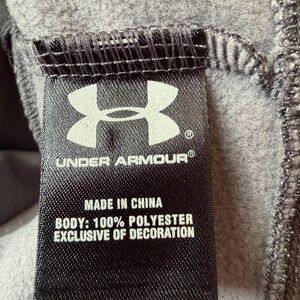 ®
UNDER ARMOUR®
MADE IN CHINA
BODY: 100% POLYESTER
EXCLUSIVE OF DECORATION